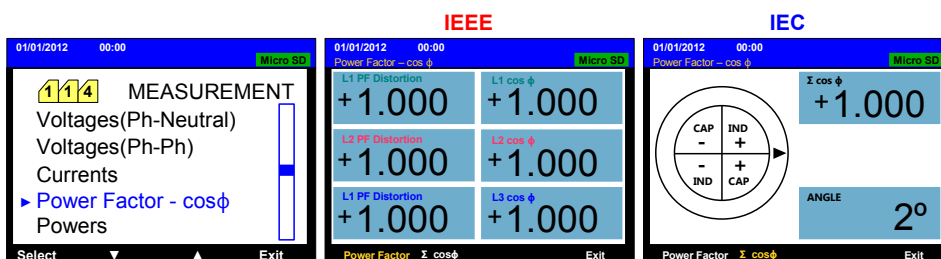 IEEE
IEC
01/01/2012 00:00
Micro SD
1 1 4 MEASUREMENT
Voltages(Ph-Neutral)
Voltages(Ph-Ph)
Currents
► Power Factor - cosϕ
Powers
Select ▼ ▲ Exit
01/01/2012 00:00
Power Factor – cos ϕ Micro SD
L1 PF Distortion L1 cos ϕ
+1.000 +1.000
L2 PF Distortion L2 cos ϕ
+1.000 +1.000
L1 PF Distortion L3 cos ϕ
+1.000 +1.000
Power Factor Σ cosϕ Exit
01/01/2012 00:00
Power Factor – cos ϕ Micro SD
Σ cos ϕ
+1.000
CAP IND
- +
- +
IND CAP
ANGLE
2º
Power Factor Σ cosϕ Exit